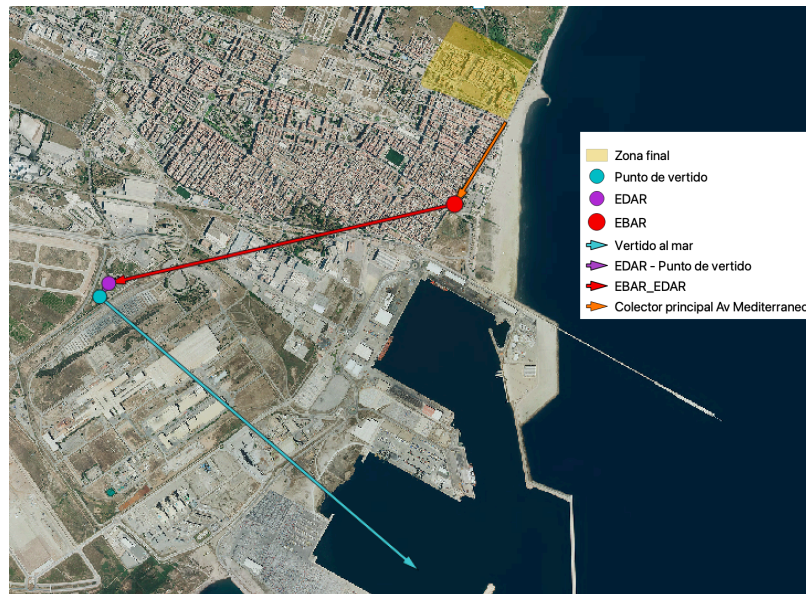 Zona final
Punto de vertido
EDAR
EBAR
Vertido al mar
EDAR - Punto de vertido
EBAR_EDAR
Colector principal Av Mediterraneo